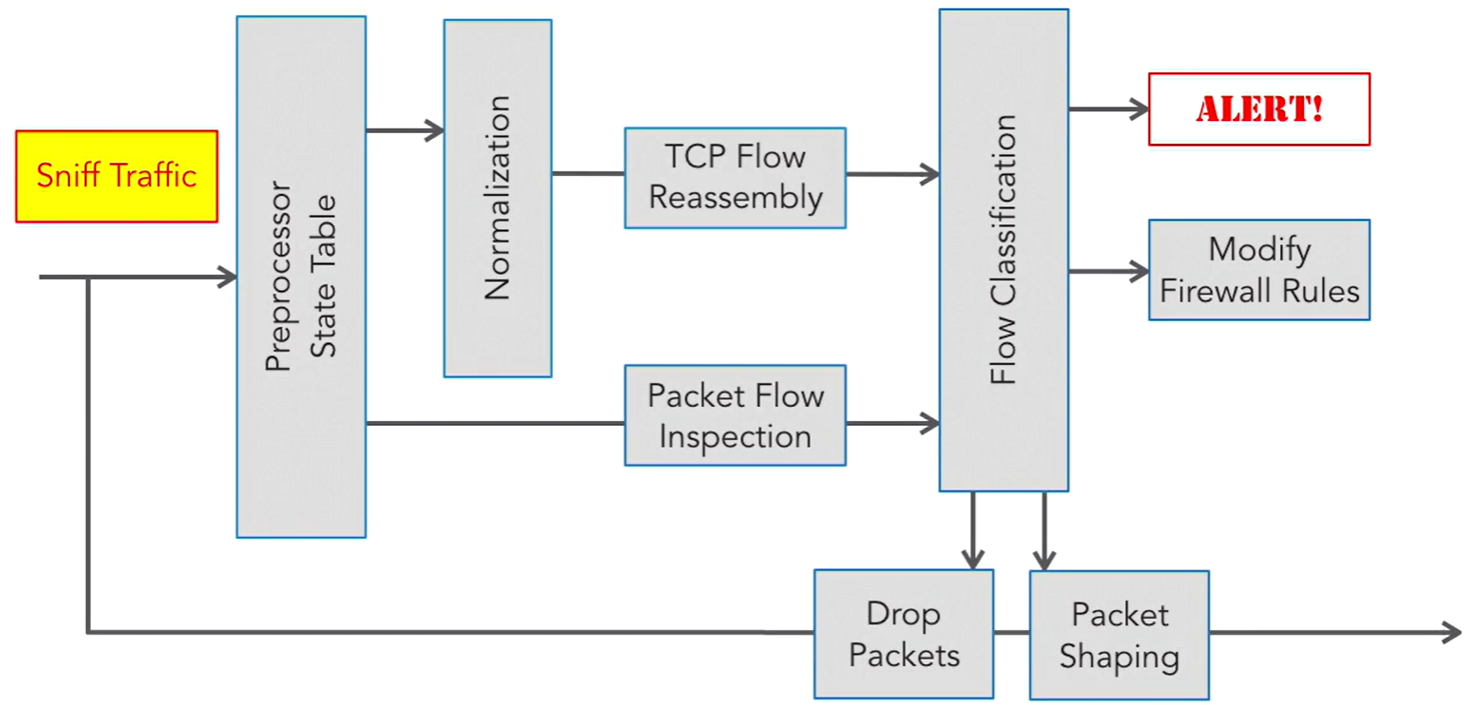 Sniff Traffic
Preprocessor
State Table
Normalization
TCP Flow
Reassembly
Packet Flow
Inspection
Flow Classification
ALERT!
Modify
Firewall Rules
Drop
Packets
Packet
Shaping